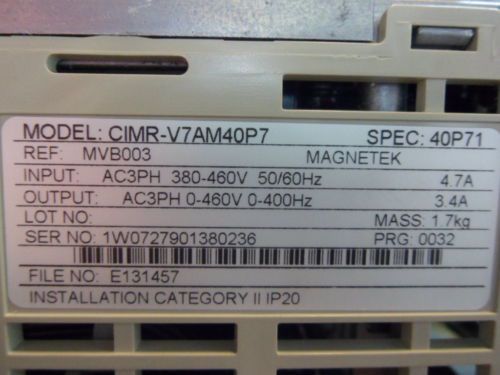 MODEL: CIMR-V7AM40P7 SPEC: 40P71
REF: MVB003 MAGNETEK
INPUT: AC3PH 380-460V 50/60Hz 4.7A
OUTPUT: AC3PH 0-460V 0-400Hz 3.4A
LOT NO: MASS: 1.7kg
SER NO: 1W0727901380236 PRG: 0032
FILE NO: E131457
INSTALLATION CATEGORY II IP20